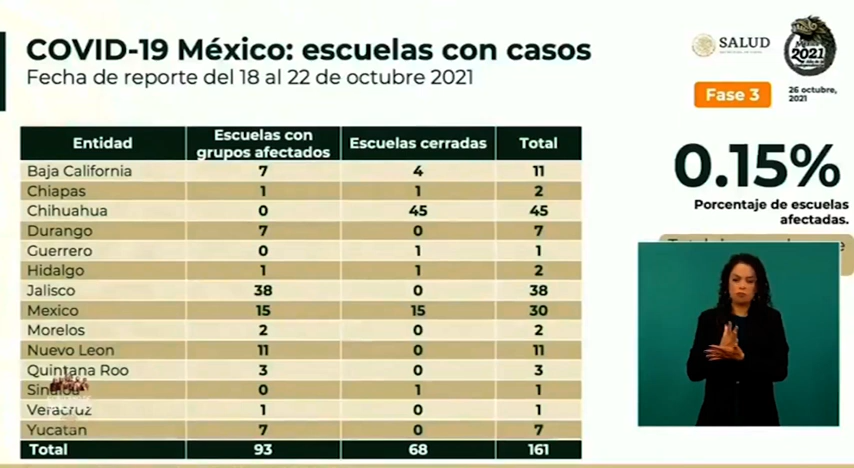 COVID-19 México: escuelas con casos
Fecha de reporte del 18 al 22 de octubre 2021
SALUD
México
2021
Fase 3
26 octubre,
2021
Entidad Escuelas con grupos afectados Escuelas cerradas Total
Baja California 7 4 11
Chiapas 1 1 2
Chihuahua 0 45 45
Durango 7 0 7
Guerrero 0 1 1
Hidalgo 1 1 2
Jalisco 38 0 38
Mexico 15 15 30
Morelos 2 0 2
Nuevo Leon 11 0 11
Quintana Roo 3 0 3
Sinaloa 0 1 1
Veracruz 1 0 1
Yucatan 7 0 7
Total 93 68 161
0.15%
Porcentaje de escuelas
afectadas.